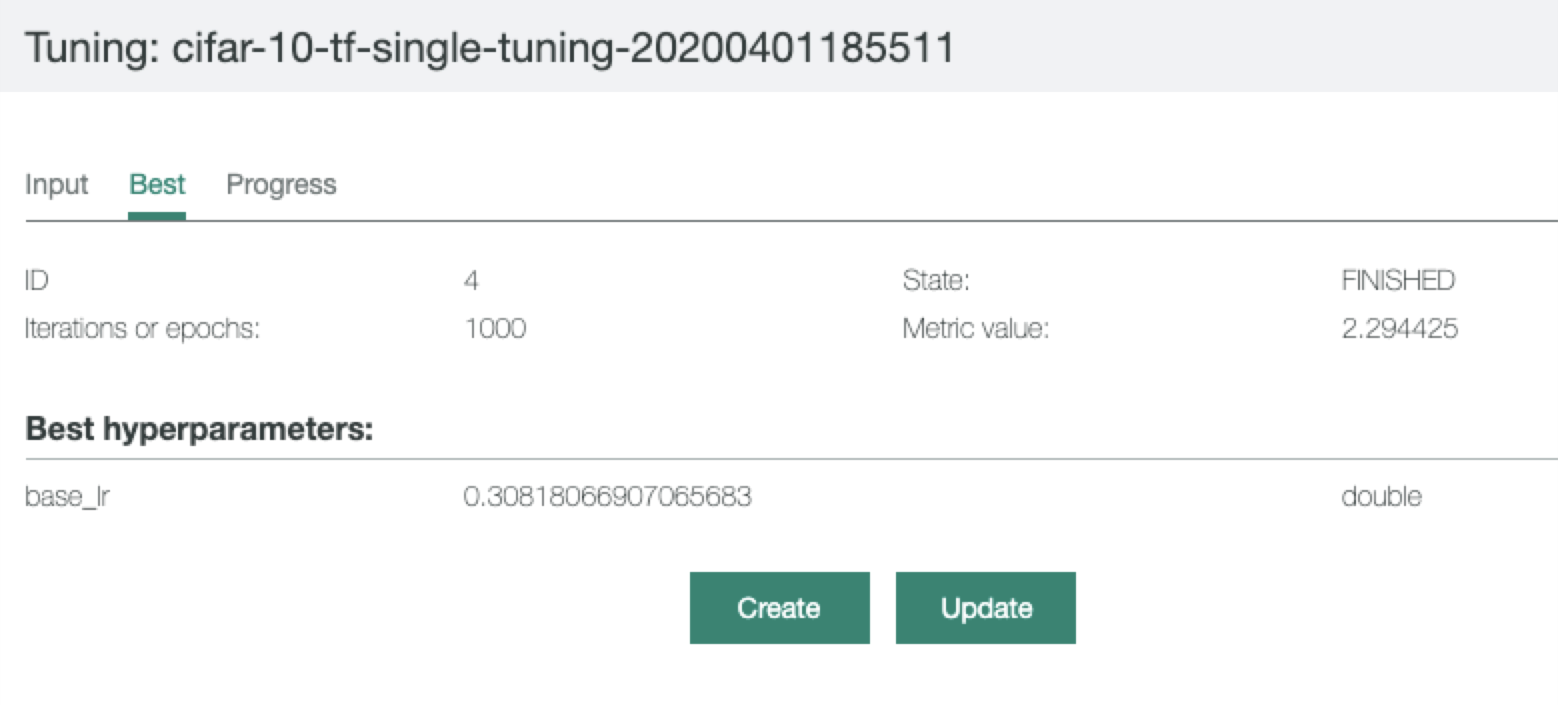 Tuning: cifar-10-tf-single-tuning-20200401185511
Input Best Progress
ID 4 State: FINISHED
Iterations or epochs: 1000 Metric value: 2.294425
Best hyperparameters:
base_lr 0.30818066907065683 double
Create Update